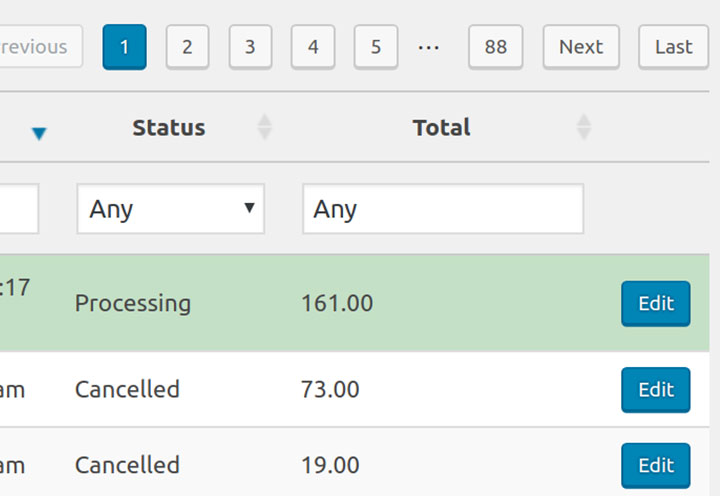 revious 1 2 3 4 5 ... 88 Next Last
Status Total
Any Any
:17
Processing 161.00 Edit
am Cancelled 73.00 Edit
am Cancelled 19.00 Edit